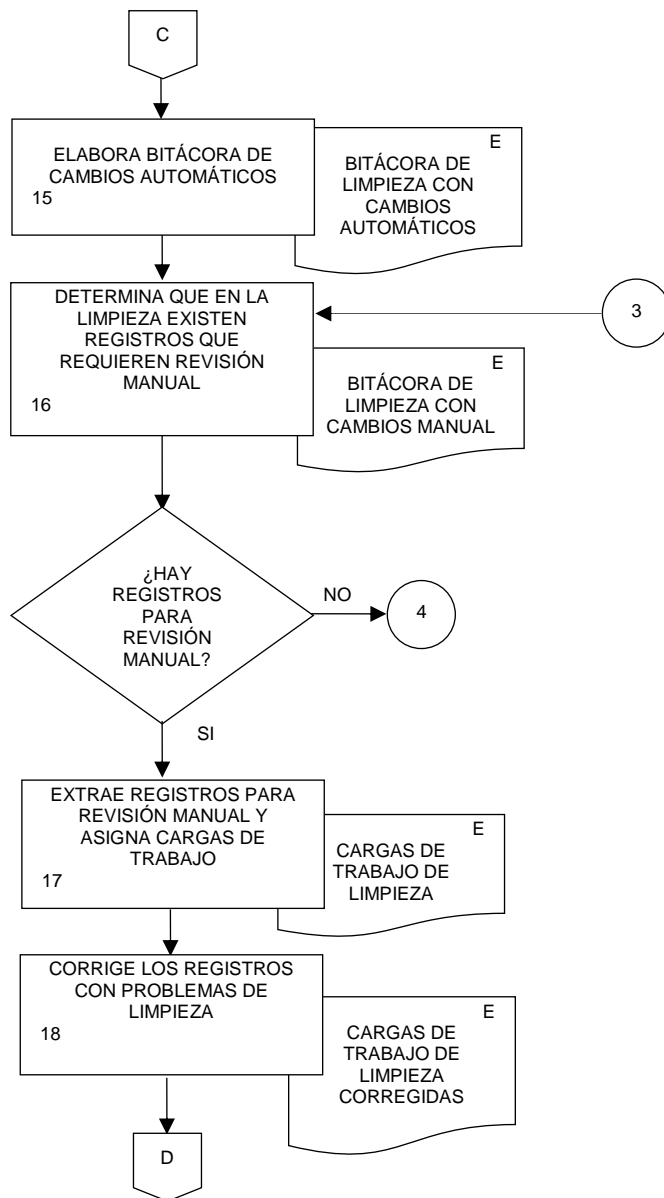 C
ELABORA BITÁCORA DE
CAMBIOS AUTOMÁTICOS
15
E
BITÁCORA DE
LIMPIEZA CON
CAMBIOS
AUTOMÁTICOS
DETERMINA QUE EN LA
LIMPIEZA EXISTEN
REGISTROS QUE
REQUIEREN REVISIÓN
MANUAL
16
3
E
BITÁCORA DE
LIMPIEZA CON
CAMBIOS MANUAL
¿HAY
REGISTROS
PARA
REVISIÓN
MANUAL?
NO
4
SI
EXTRAE REGISTROS PARA
REVISIÓN MANUAL Y
ASIGNA CARGAS DE
TRABAJO
17
E
CARGAS DE
TRABAJO DE
LIMPIEZA
CORRIGE LOS REGISTROS
CON PROBLEMAS DE
LIMPIEZA
18
E
CARGAS DE
TRABAJO DE
LIMPIEZA
CORREGIDAS
D